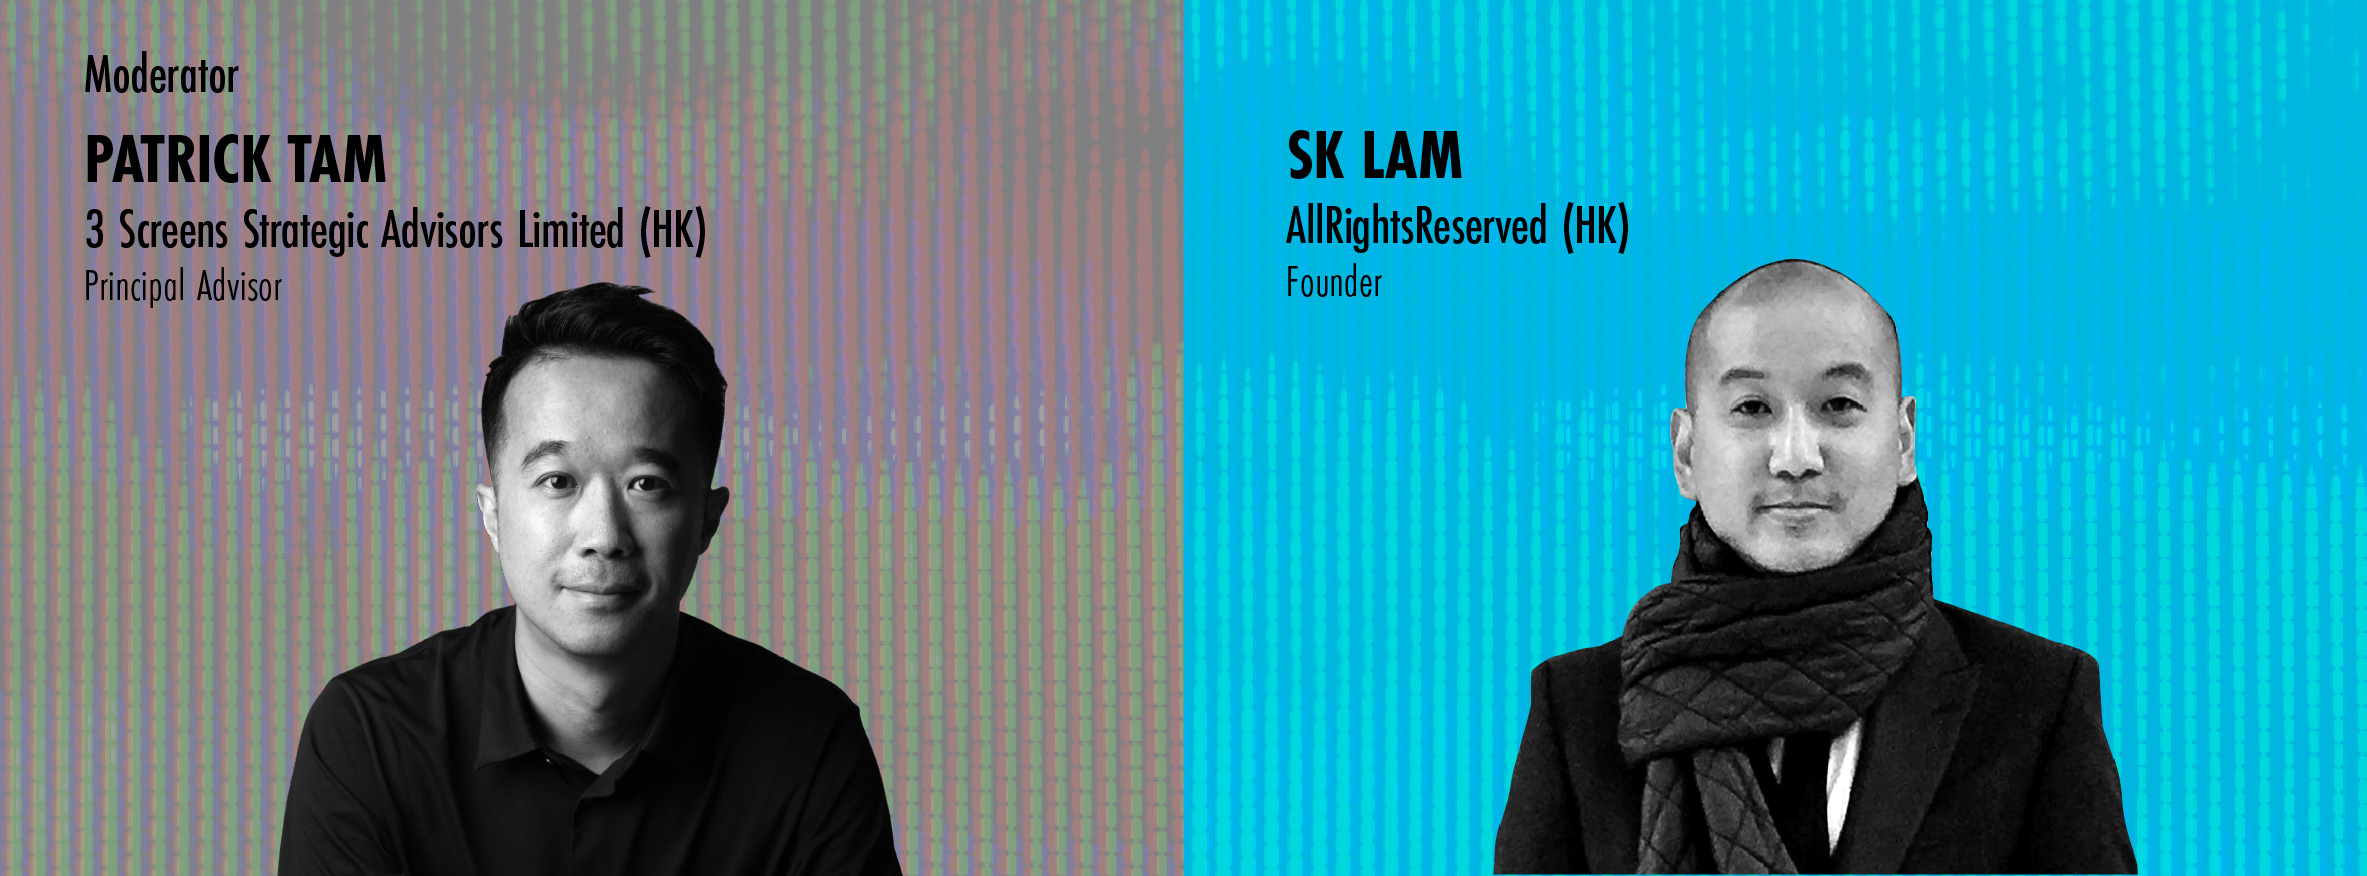 Moderator
PATRICK TAM
3 Screens Strategic Advisors Limited (HK)
Principal Advisor
SK LAM
AllRightsReserved (HK)
Founder